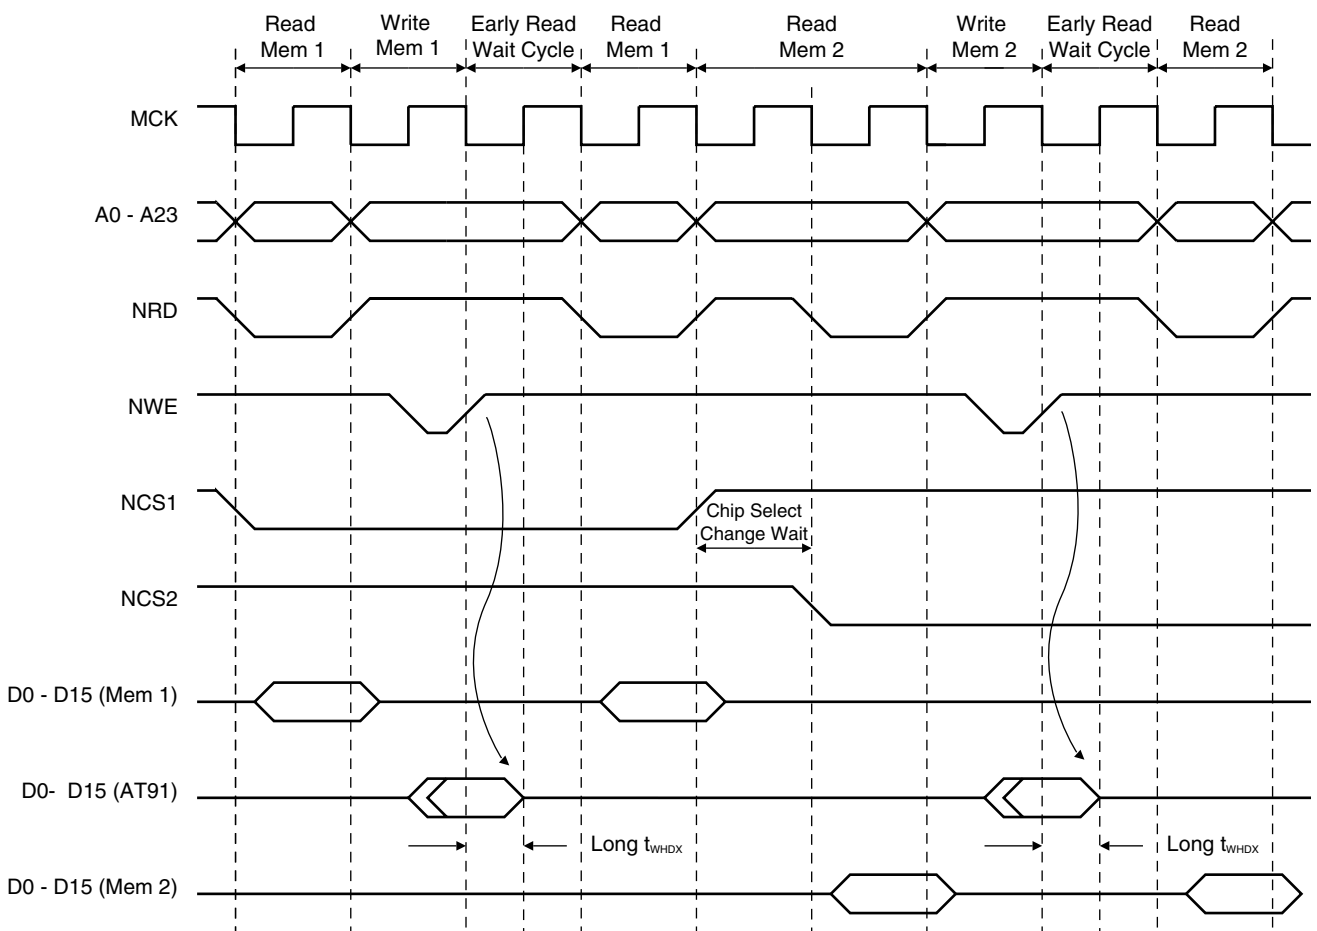 Read
Mem 1
Write
Mem 1
Early Read
Wait Cycle
Read
Mem 1
Read
Mem 2
Write
Mem 2
Early Read
Wait Cycle
Read
Mem 2
MCK
A0 - A23
NRD
NWE
NCS1
Chip Select
Change Wait
NCS2
D0 - D15 (Mem 1)
D0- D15 (AT91)
Long tWHDX
Long tWHDX
D0 - D15 (Mem 2)